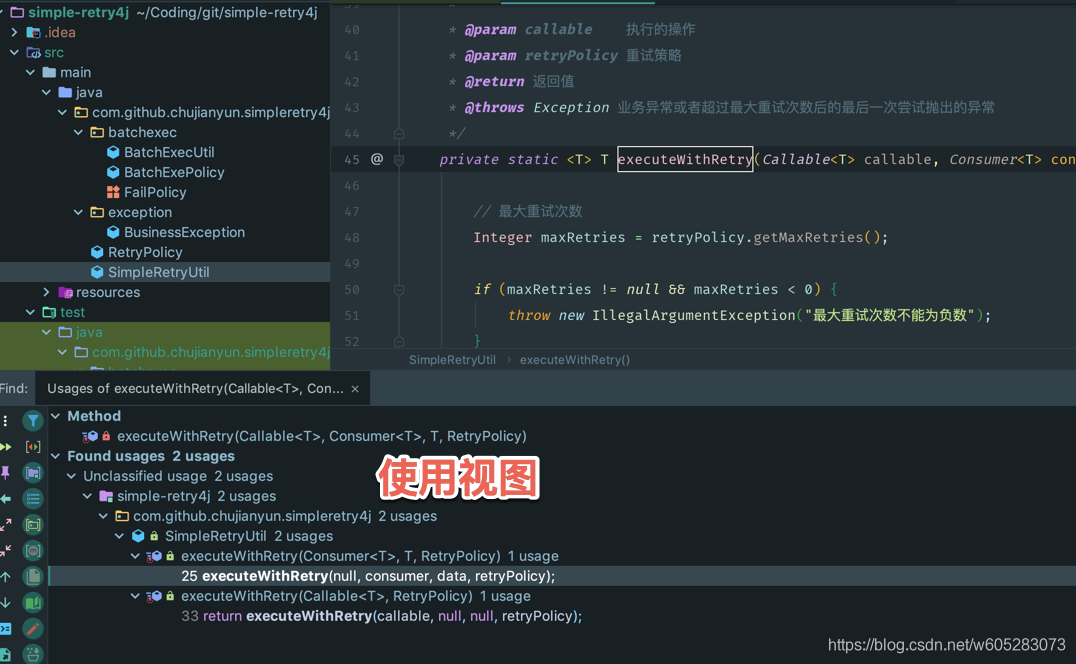 simple-retry4j ~/Coding/git/simple-retry4j
.idea
src
main
java
com.github.chujianyun.simpleretry4j
batchexec
BatchExecUtil
BatchExePolicy
FailPolicy
exception
BusinessException
RetryPolicy
SimpleRetryUtil
resources
test
java
com.github.chujianyun.simpleretry4j
40 * @param callable 执行的操作
41 * @param retryPolicy 重试策略
42 * @return 返回值
43 * @throws Exception 业务异常或者超过最大重试次数后的最后一次尝试抛出的异常
44 */
45 @ private static <T> T executeWithRetry(Callable<T> callable, Consumer<T> con
46
47 // 最大重试次数
48 Integer maxRetries = retryPolicy.getMaxRetries();
49
50 if (maxRetries != null && maxRetries < 0) {
51 throw new IllegalArgumentException("最大重试次数不能为负数");
52 }
SimpleRetryUtil › executeWithRetry()
Find: Usages of executeWithRetry(Callable<T>, Con... ×
Method
executeWithRetry(Callable<T>, Consumer<T>, T, RetryPolicy)
Found usages 2 usages
Unclassified usage 2 usages
使用视图
simple-retry4j 2 usages
com.github.chujianyun.simpleretry4j 2 usages
SimpleRetryUtil 2 usages
executeWithRetry(Consumer<T>, T, RetryPolicy) 1 usage
25 executeWithRetry(null, consumer, data, retryPolicy);
executeWithRetry(Callable<T>, RetryPolicy) 1 usage
33 return executeWithRetry(callable, null, null, retryPolicy);
https://blog.csdn.net/w605283073